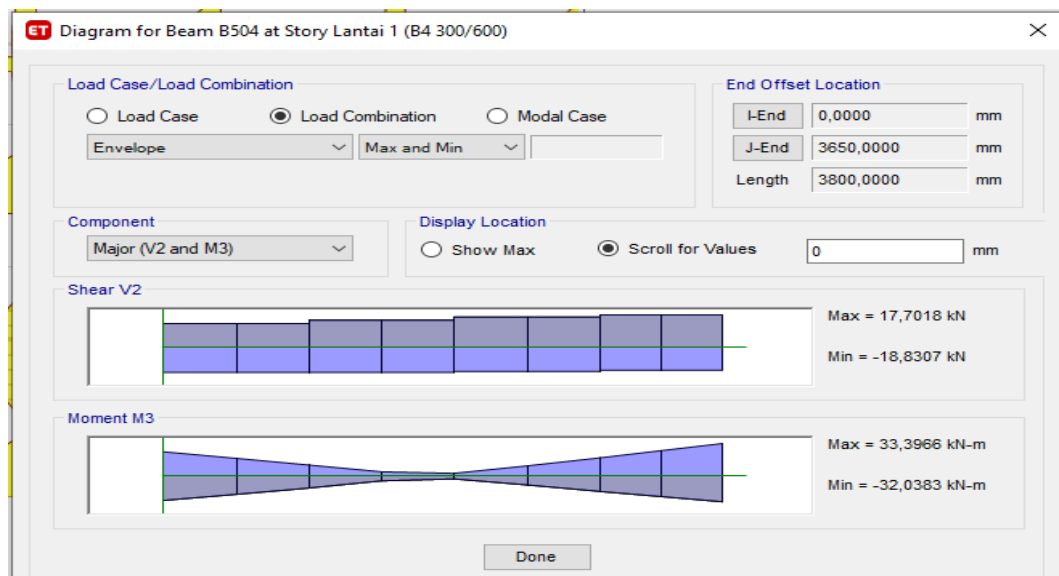 ET Diagram for Beam B504 at Story Lantai 1 (B4 300/600)
Load Case/Load Combination
Load Case Load Combination Modal Case
Envelope Max and Min
End Offset Location
I-End 0,0000 mm
J-End 3650,0000 mm
Length 3800,0000 mm
Component
Major (V2 and M3)
Display Location
Show Max Scroll for Values 0 mm
Shear V2
Max = 17,7018 kN
Min = -18,8307 kN
Moment M3
Max = 33,3966 kN-m
Min = -32,0383 kN-m
Done